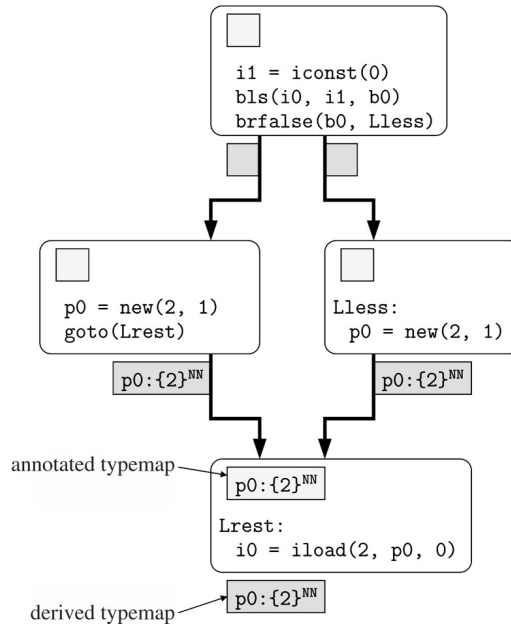 i1 = iconst(0)
bls(i0, i1, b0)
brfalse(b0, Lless)
p0 = new(2, 1)
goto(Lrest)
Lless:
p0 = new(2, 1)
p0:{2}ᴺᴺ
p0:{2}ᴺᴺ
annotated typemap
p0:{2}ᴺᴺ
Lrest:
i0 = iload(2, p0, 0)
derived typemap
p0:{2}ᴺᴺ